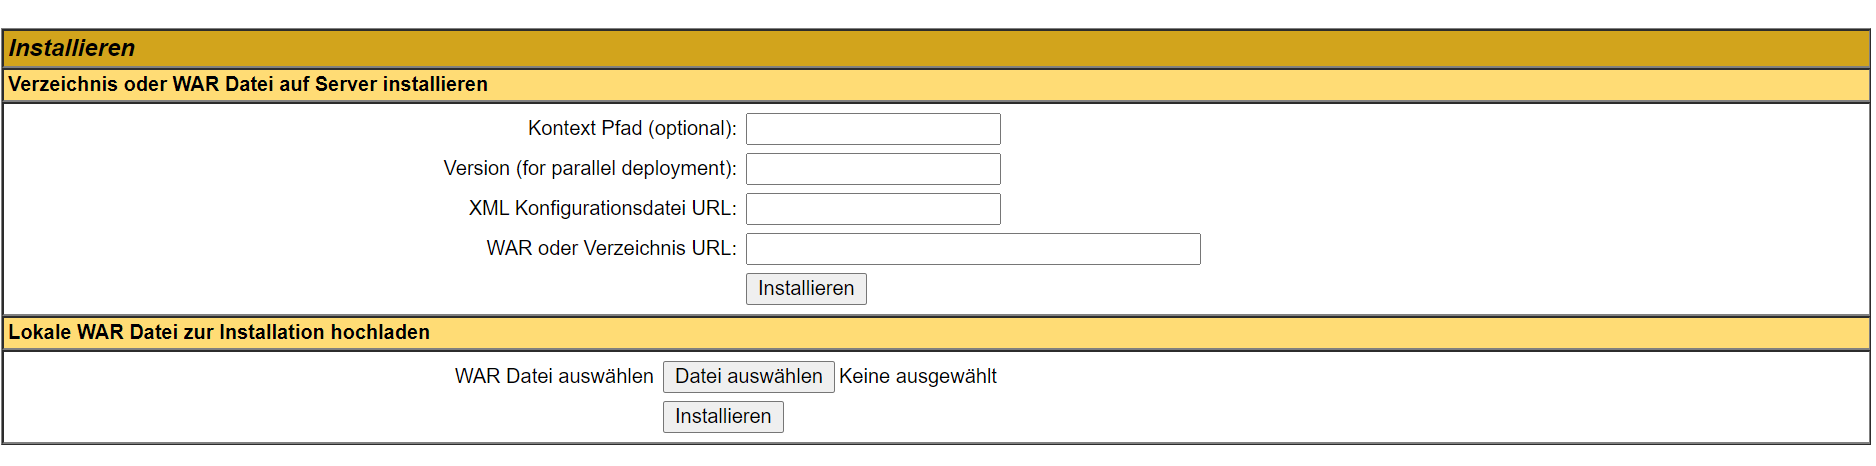 Installieren
Verzeichnis oder WAR Datei auf Server installieren
Kontext Pfad (optional):
Version (for parallel deployment):
XML Konfigurationsdatei URL:
WAR oder Verzeichnis URL:
Installieren
Lokale WAR Datei zur Installation hochladen
WAR Datei auswählen Datei auswählen Keine ausgewählt
Installieren